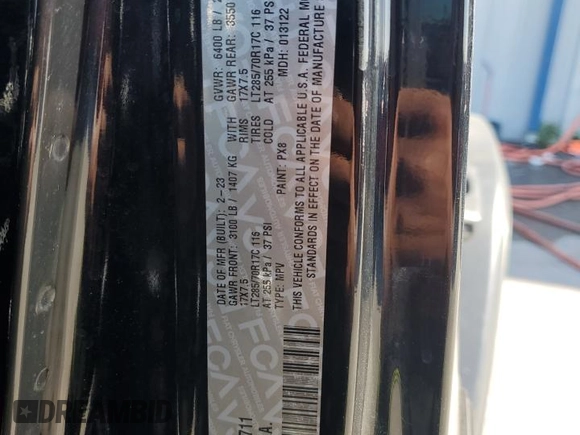 DATE OF MFR (BUILT): 2-23 GVWR: 6400 LB /
GAWR FRONT: 3100 LB / 1407 KG WITH GAWR REAR: 3550
17X7.5 RIMS 17X7.5
LT285/70R17C 116 TIRES LT285/70R17C 116
AT 255 kPa / 37 PSI COLD AT 255 kPa / 37 PS
TYPE: MPV PAINT: PX8 MDH: 013122
THIS VEHICLE CONFORMS TO ALL APPLICABLE U.S.A. FEDERAL MO
STANDARDS IN EFFECT ON THE DATE OF MANUFACTURE
711
A.
FCA
DREAMBID